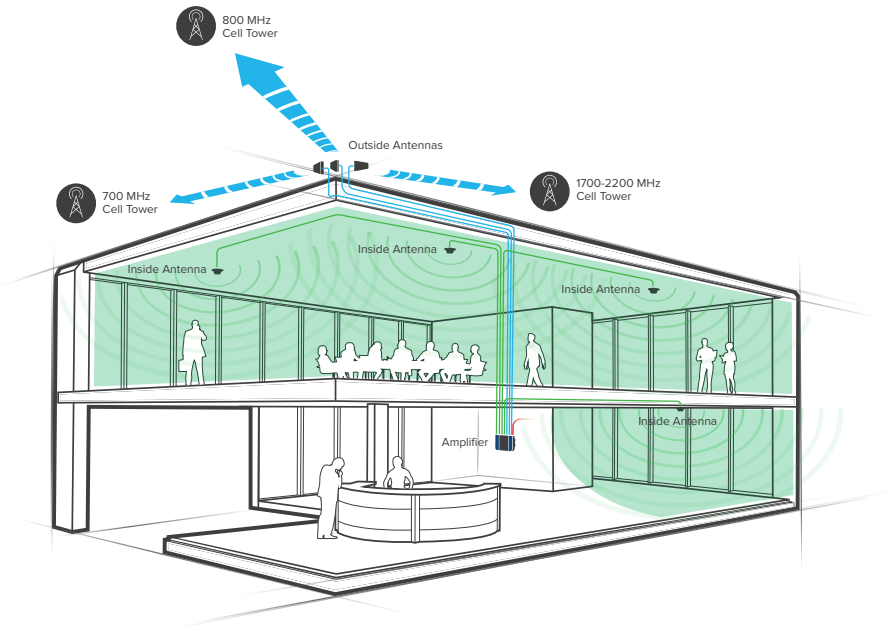 800 MHz
Cell Tower
Outside Antennas
700 MHz
Cell Tower
1700-2200 MHz
Cell Tower
Inside Antenna
Inside Antenna
Inside Antenna
Inside Antenna
Amplifier